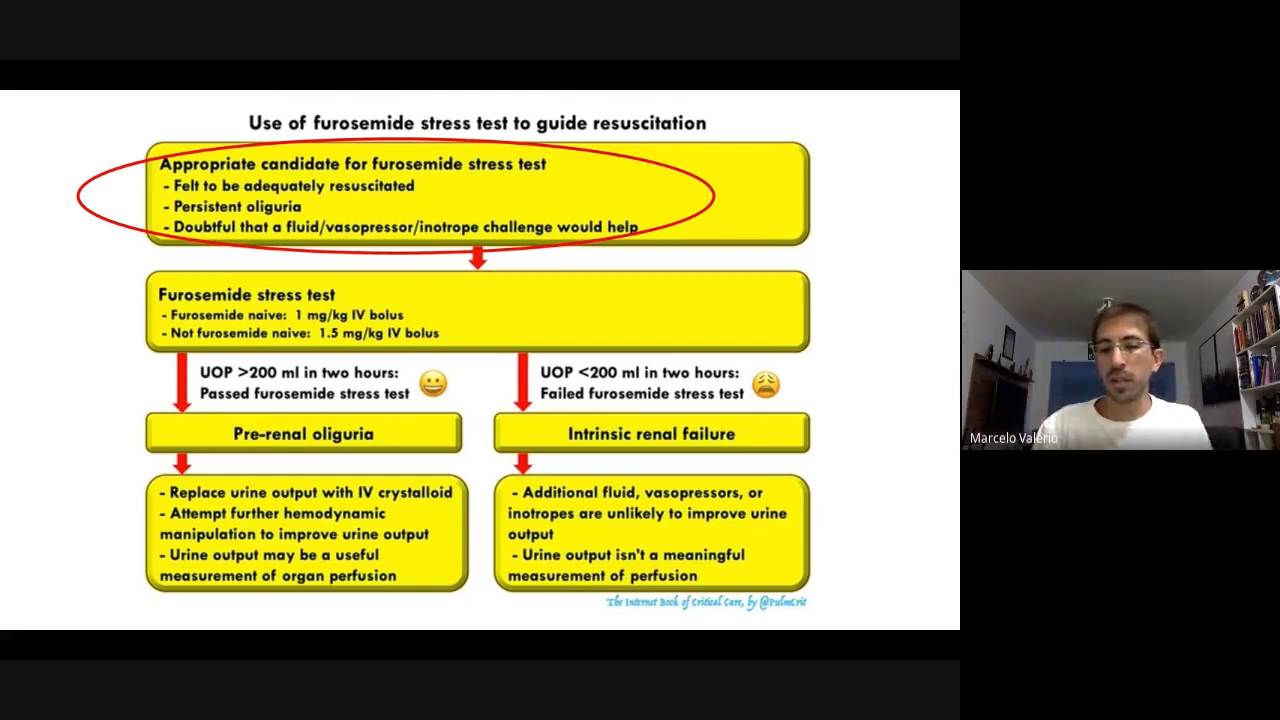 Use of furosemide stress test to guide resuscitation
Appropriate candidate for furosemide stress test
- Felt to be adequately resuscitated
- Persistent oliguria
- Doubtful that a fluid/vasopressor/inotrope challenge would help
Furosemide stress test
- Furosemide naive: 1 mg/kg IV bolus
- Not furosemide naive: 1.5 mg/kg IV bolus
UOP >200 ml in two hours:
Passed furosemide stress test
Pre-renal oliguria
- Replace urine output with IV crystalloid
- Attempt further hemodynamic
manipulation to improve urine output
- Urine output may be a useful
measurement of organ perfusion
UOP <200 ml in two hours:
Failed furosemide stress test
Intrinsic renal failure
- Additional fluid, vasopressors, or
inotropes are unlikely to improve urine
output
- Urine output isn't a meaningful
measurement of perfusion
The Internet Book of Critical Care, by @PulmCrit
Marcelo Valério